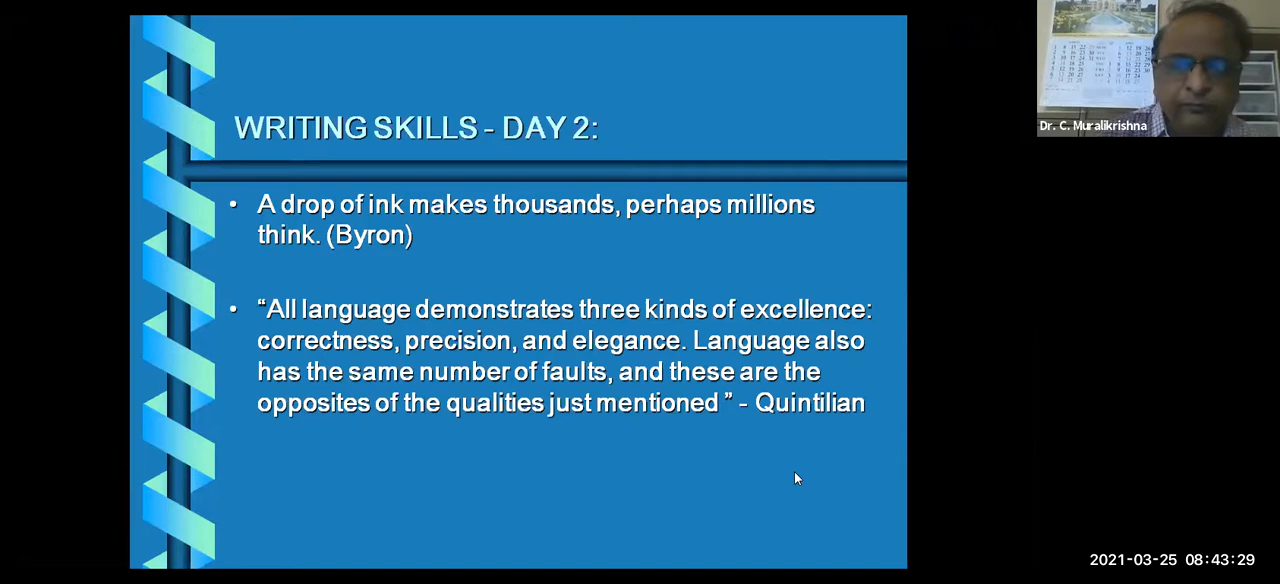 WRITING SKILLS - DAY 2:
• A drop of ink makes thousands, perhaps millions
think. (Byron)
• “All language demonstrates three kinds of excellence:
correctness, precision, and elegance. Language also
has the same number of faults, and these are the
opposites of the qualities just mentioned ” - Quintilian
Dr. C. Muralikrishna
2021-03-25 08:43:29